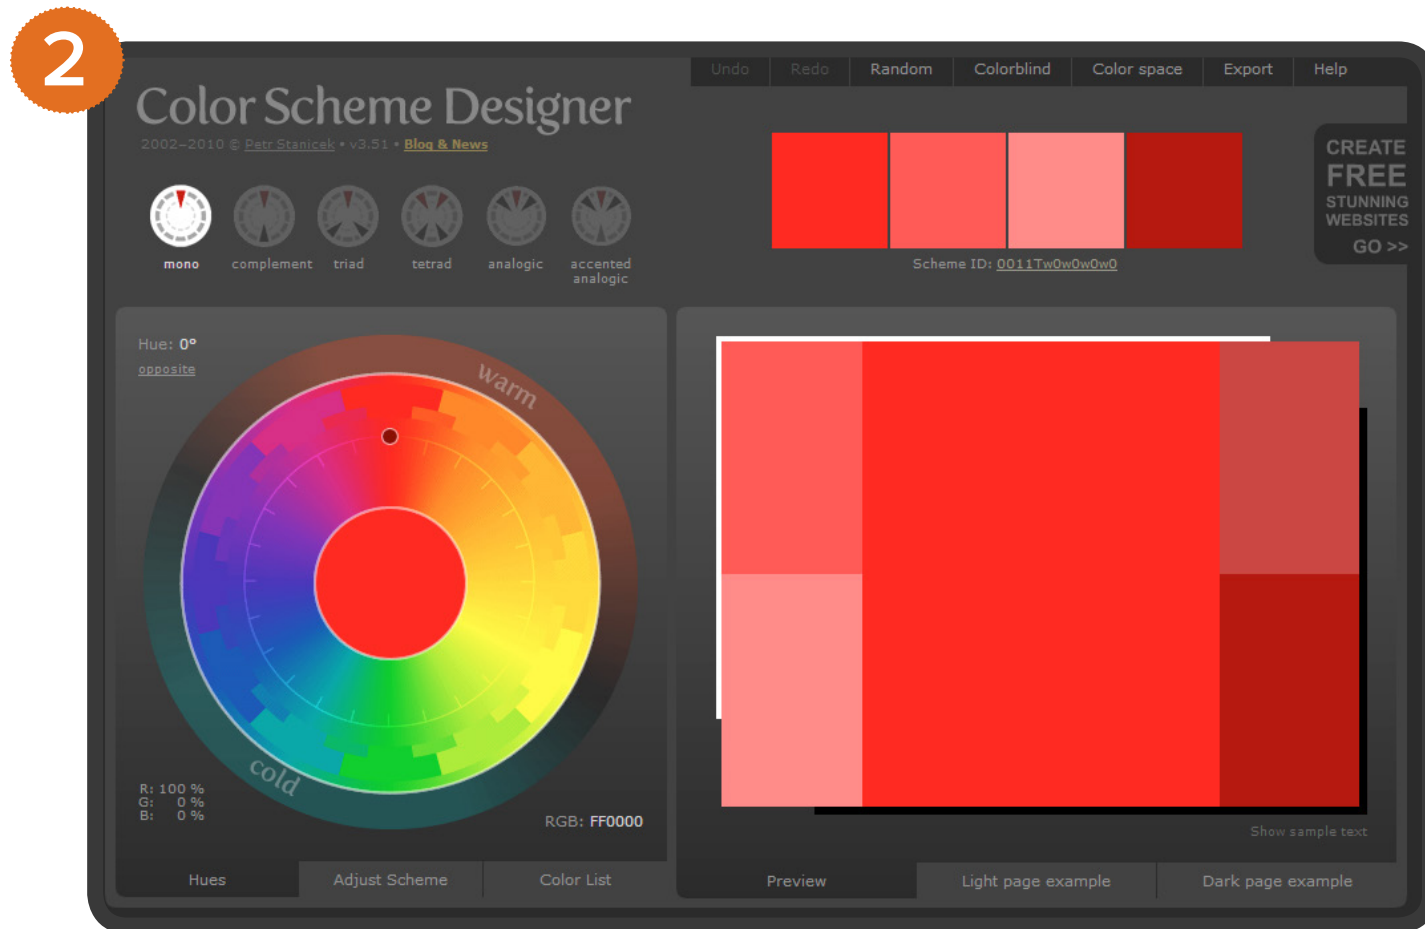 2
Undo Redo Random Colorblind Color space Export Help
Color Scheme Designer
2002–2010 © Petr Stanicek • v3.51 • Blog & News
CREATE
FREE
STUNNING
WEBSITES
GO >>
mono complement triad tetrad analogic accented
analogic
Scheme ID: 0011Tw0w0w0w0
Hue: 0°
opposite
warm
cold
R: 100 %
G: 0 %
B: 0 %
RGB: FF0000
Show sample text
Hues Adjust Scheme Color List
Preview Light page example Dark page example